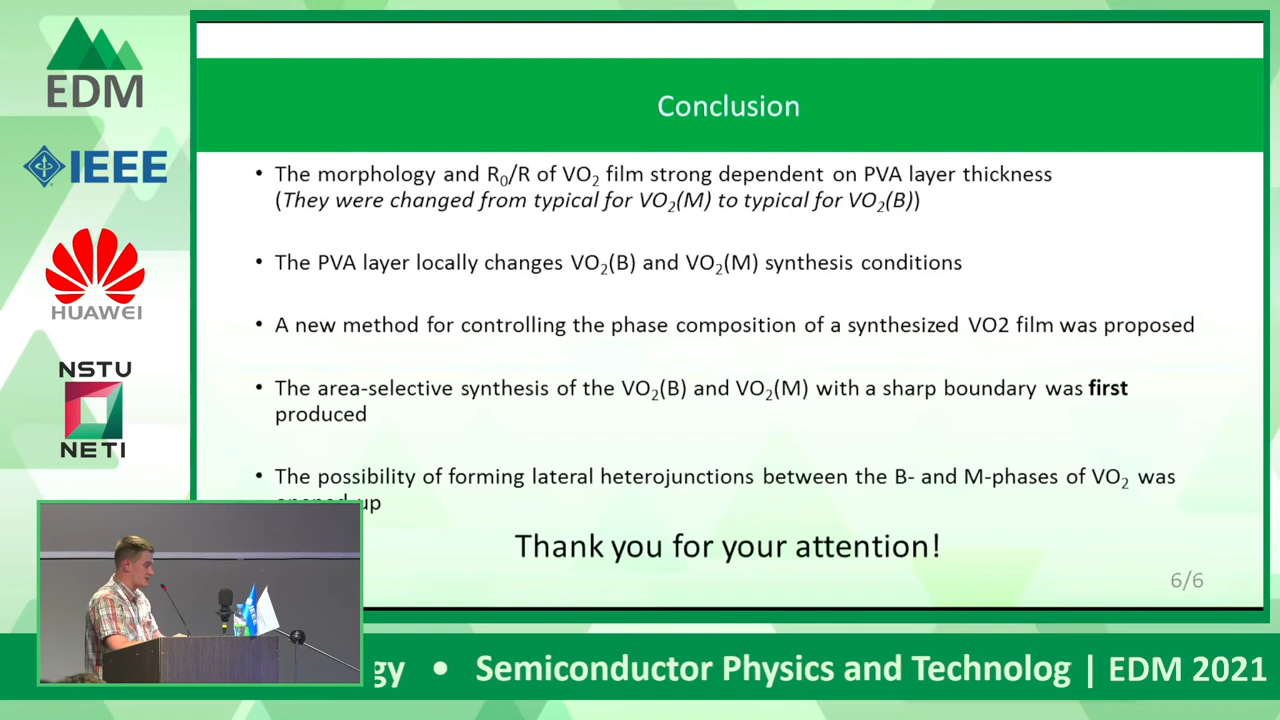 EDM
IEEE
HUAWEI
NSTU
NETI
Conclusion
• The morphology and R₀/R of VO₂ film strong dependent on PVA layer thickness
(They were changed from typical for VO₂(M) to typical for VO₂(B))
• The PVA layer locally changes VO₂(B) and VO₂(M) synthesis conditions
• A new method for controlling the phase composition of a synthesized VO2 film was proposed
• The area-selective synthesis of the VO₂(B) and VO₂(M) with a sharp boundary was first
produced
• The possibility of forming lateral heterojunctions between the B- and M-phases of VO₂ was
up
Thank you for your attention!
6/6
IEEE
gy • Semiconductor Physics and Technolog | EDM 2021